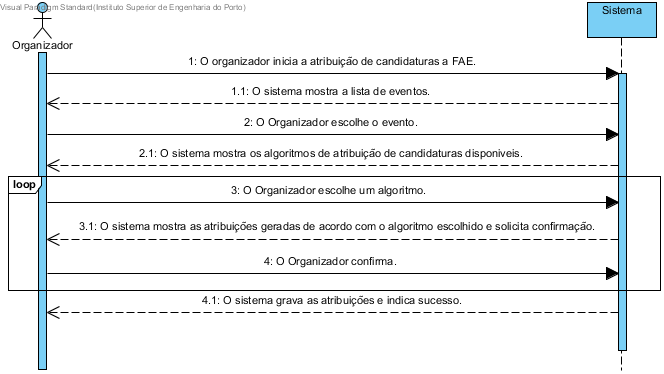 Visual Paradigm Standard(Instituto Superior de Engenharia do Porto)
Sistema
Organizador
1: O organizador inicia a atribuição de candidaturas a FAE.
1.1: O sistema mostra a lista de eventos.
2: O Organizador escolhe o evento.
2.1: O sistema mostra os algoritmos de atribuição de candidaturas disponiveis.
loop
3: O Organizador escolhe um algoritmo.
3.1: O sistema mostra as atribuições geradas de acordo com o algoritmo escolhido e solicita confirmação.
4: O Organizador confirma.
4.1: O sistema grava as atribuições e indica sucesso.